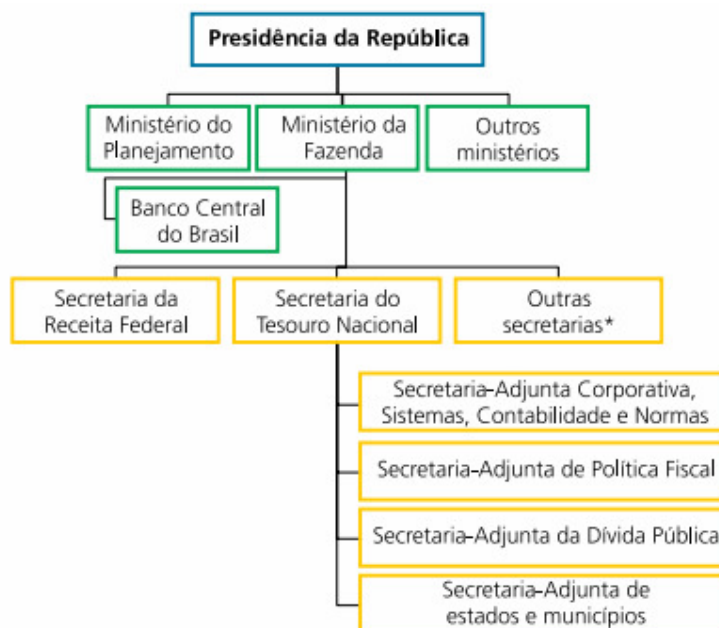 Presidência da República
Ministério do
Planejamento
Ministério da
Fazenda
Outros
ministérios
Banco Central
do Brasil
Secretaria da
Receita Federal
Secretaria do
Tesouro Nacional
Outras
secretarias*
Secretaria-Adjunta Corporativa,
Sistemas, Contabilidade e Normas
Secretaria-Adjunta de Política Fiscal
Secretaria-Adjunta da Dívida Pública
Secretaria-Adjunta de
estados e municípios